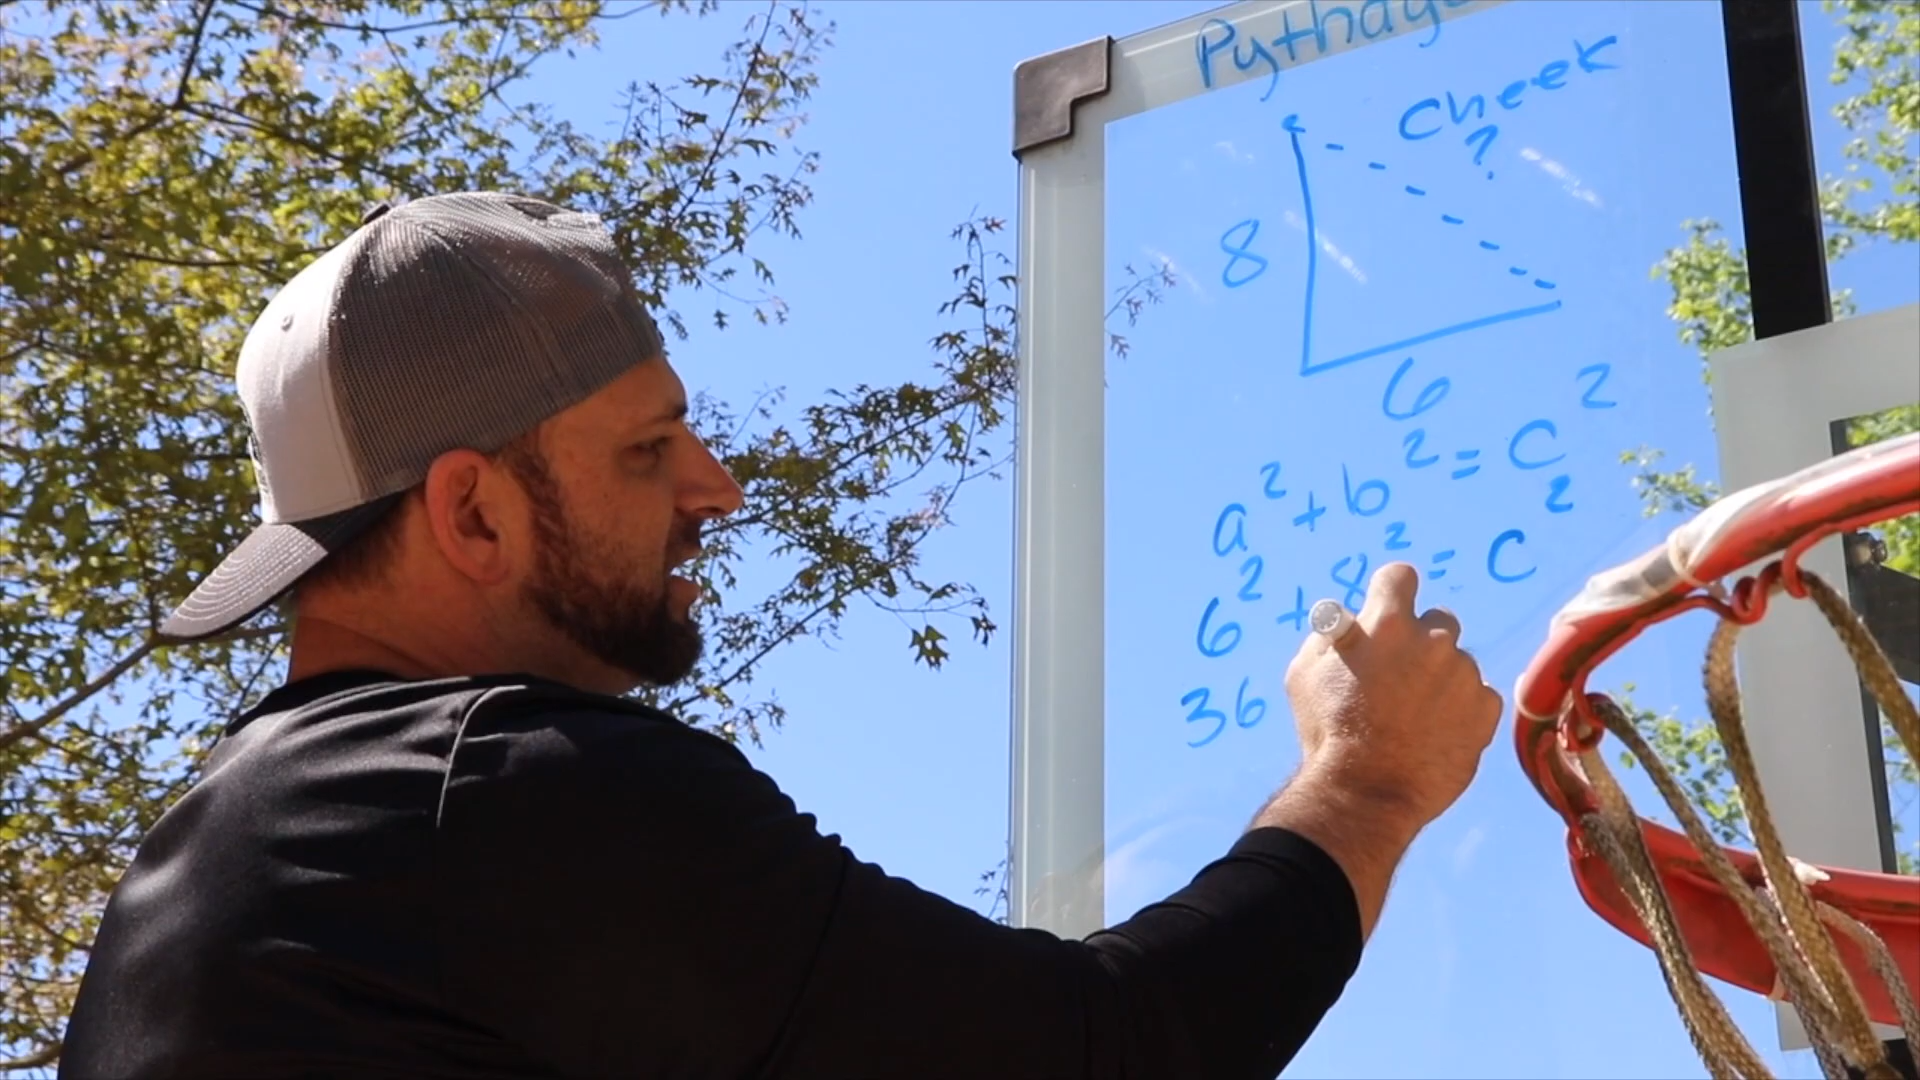 Pythag
Cheek
?
8
6
a² + b² = c²
6² + 8² = c²
36